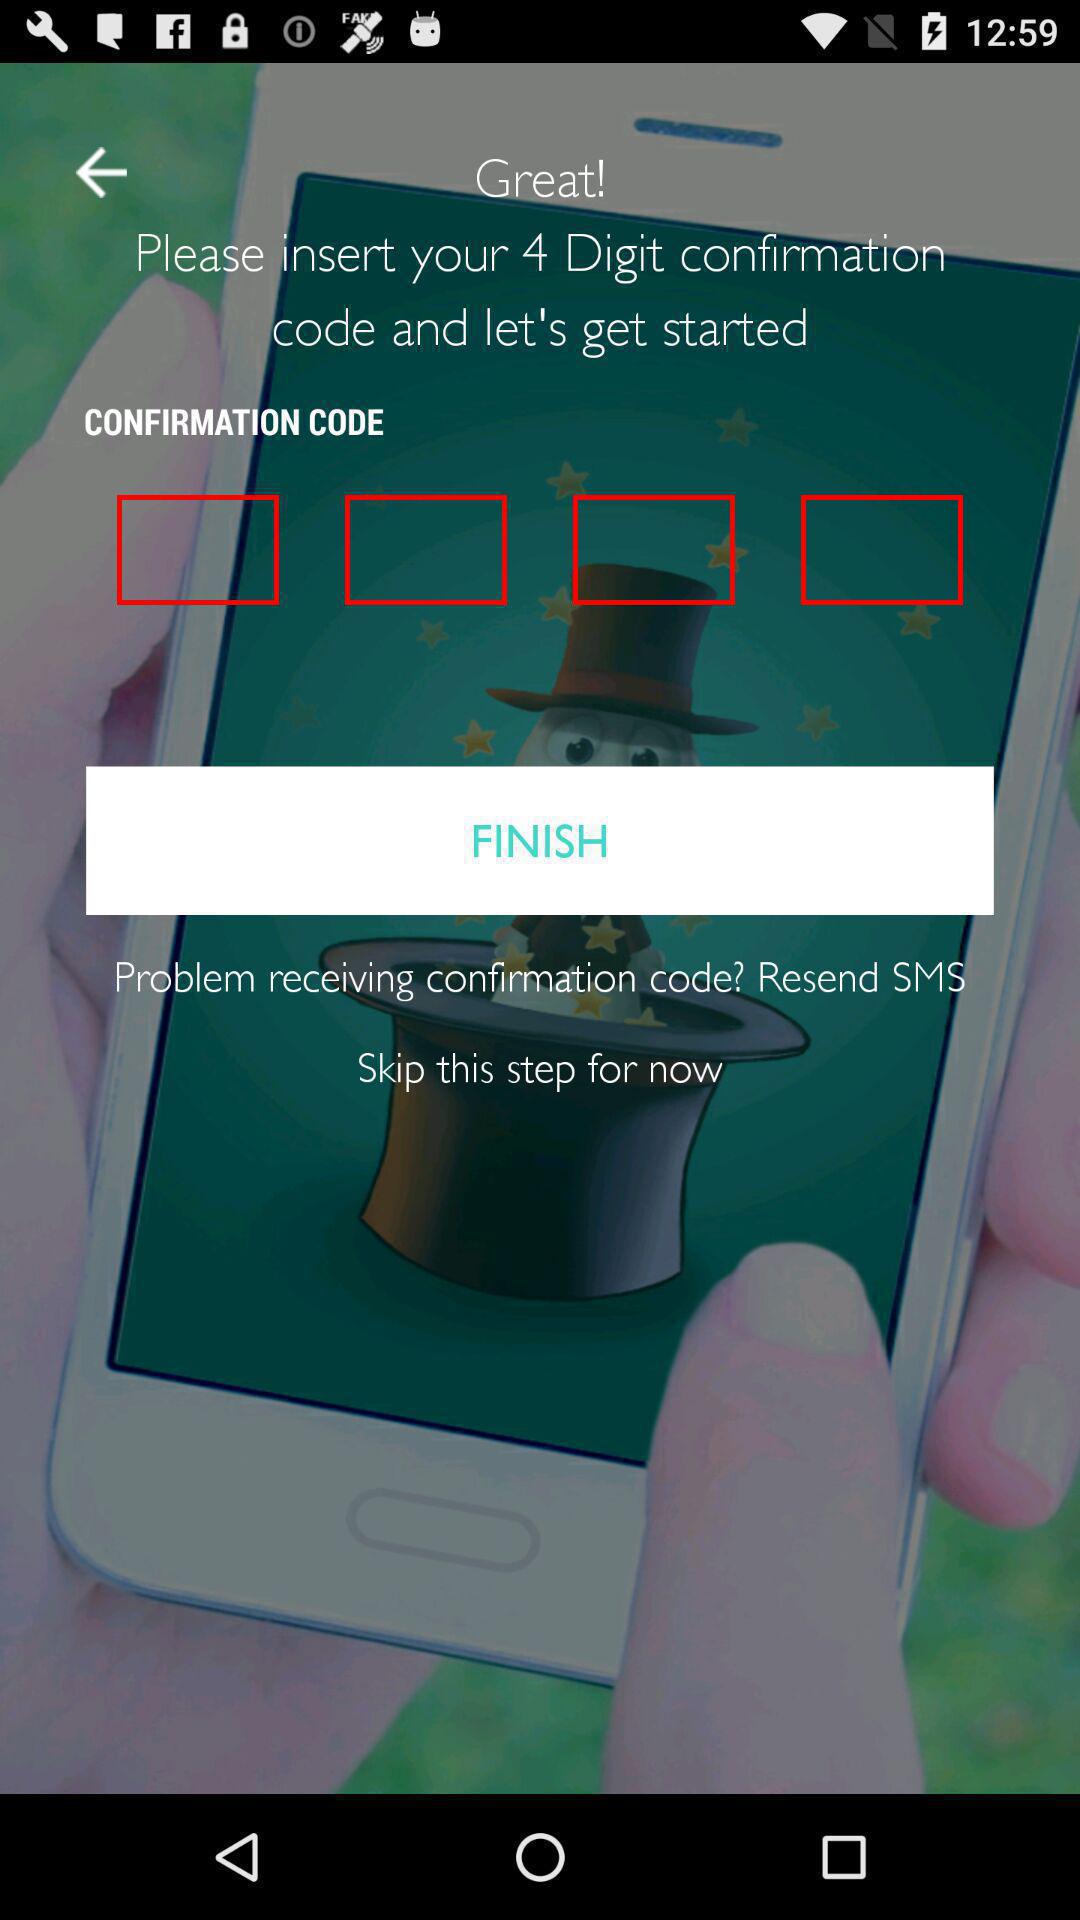 FAKE
12:59
Great!
Please insert your 4 Digit confirmation
code and let's get started
CONFIRMATION CODE
FINISH
Problem receiving confirmation code? Resend SMS
Skip this step for now